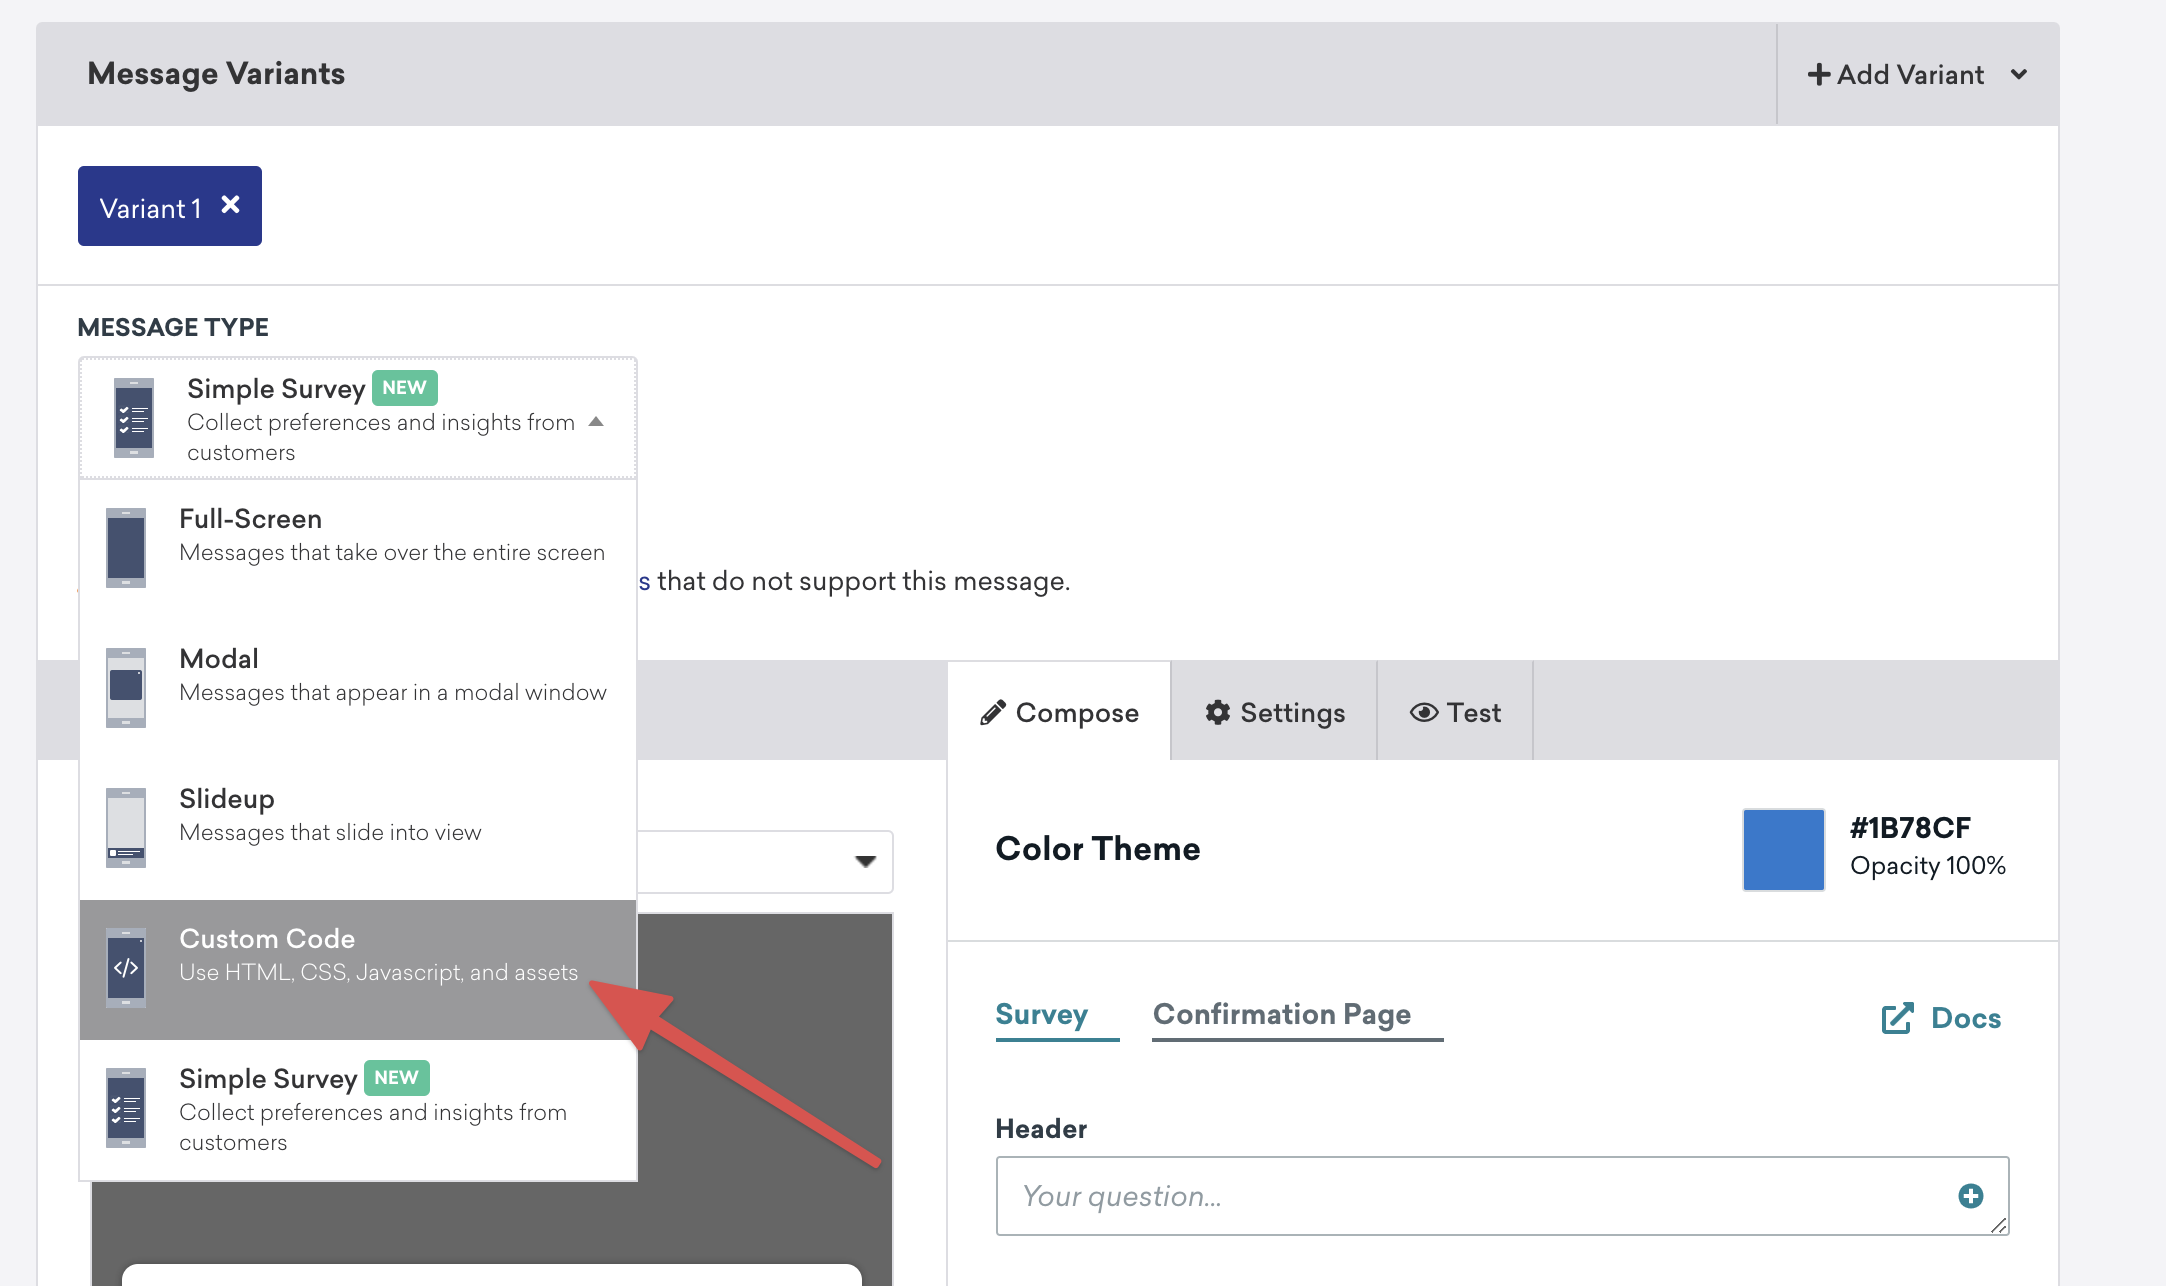 Message Variants
Add Variant
Variant 1
MESSAGE TYPE
Simple Survey NEW
Collect preferences and insights from
customers
Full-Screen
Messages that take over the entire screen
s that do not support this message.
Modal
Messages that appear in a modal window
Compose
Settings
Test
Slideup
Messages that slide into view
Color Theme
#1B78CF
Opacity 100%
Custom Code
Use HTML, CSS, Javascript, and assets
Survey
Confirmation Page
Docs
Simple Survey NEW
Collect preferences and insights from
customers
Header
Your question...